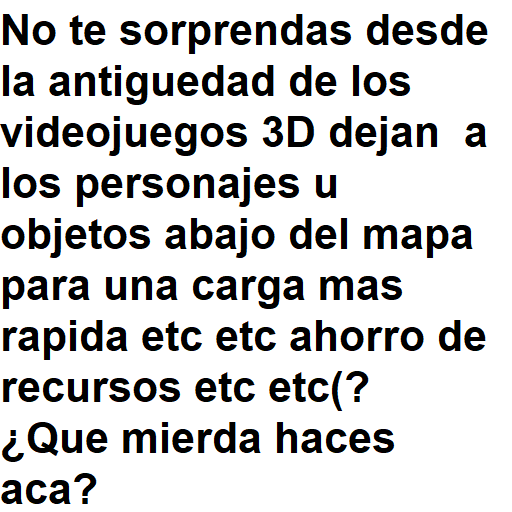 No te sorprendas desde
la antiguedad de los
videojuegos 3D dejan  a
los personajes u
objetos abajo del mapa
para una carga mas
rapida etc etc ahorro de
recursos etc etc(?
¿Que mierda haces
aca?